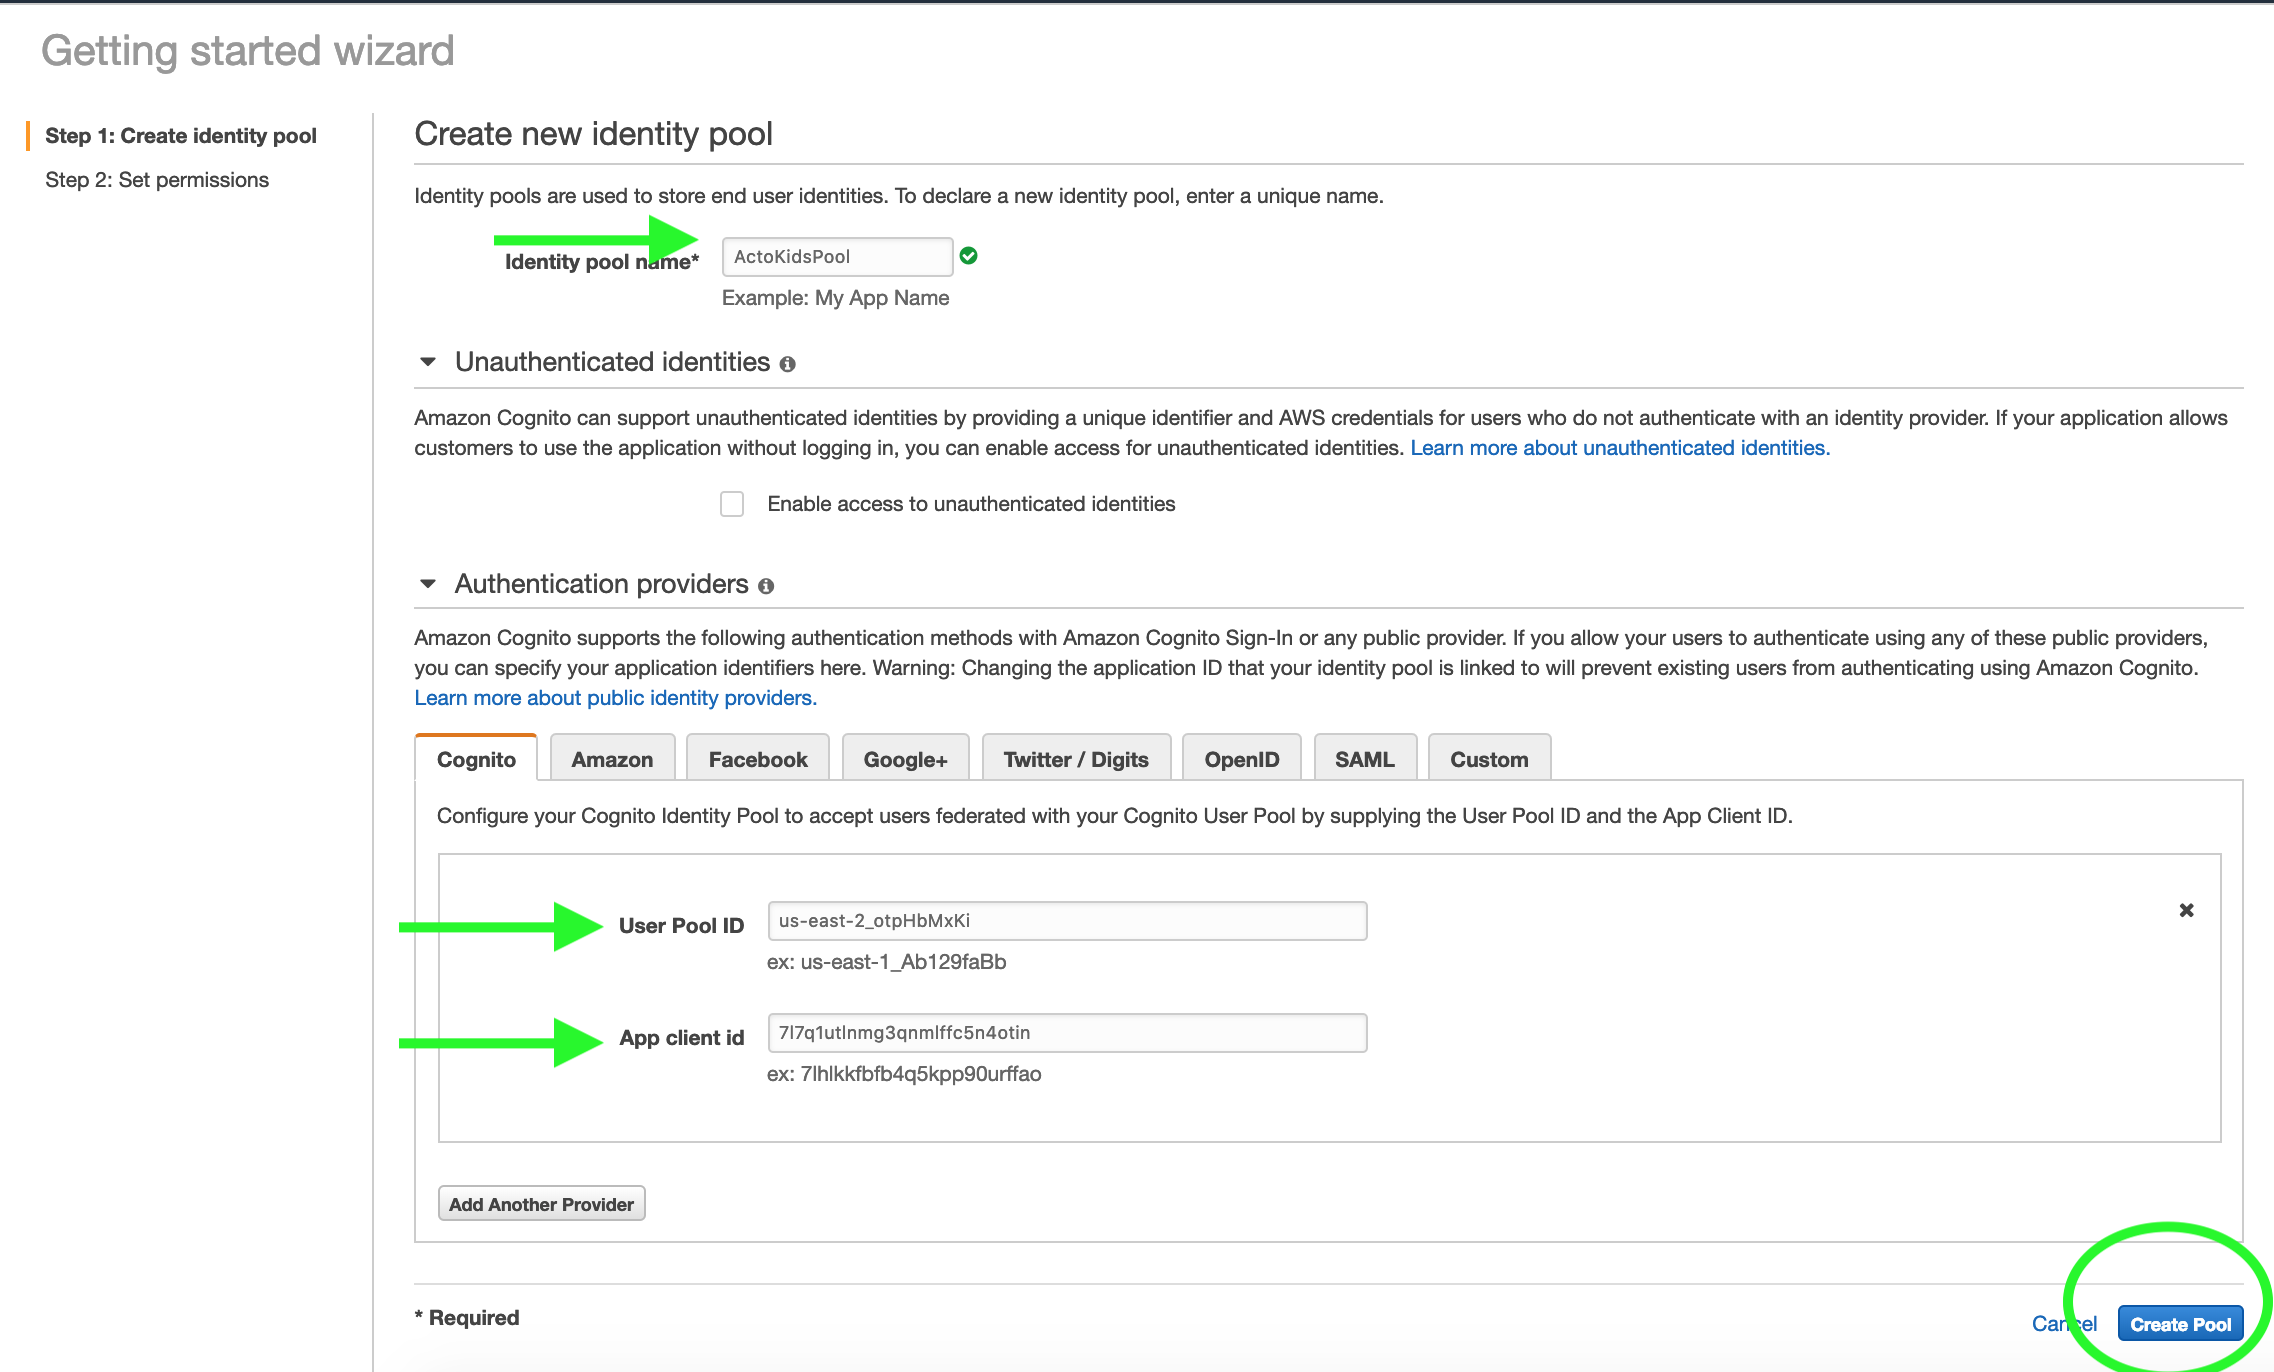 Getting started wizard
Step 1: Create identity pool
Step 2: Set permissions
Create new identity pool
Identity pools are used to store end user identities. To declare a new identity pool, enter a unique name.
Identity pool name*
ActoKidsPool
Example: My App Name
Unauthenticated identities
Amazon Cognito can support unauthenticated identities by providing a unique identifier and AWS credentials for users who do not authenticate with an identity provider. If your application allows
customers to use the application without logging in, you can enable access for unauthenticated identities. Learn more about unauthenticated identities.
Enable access to unauthenticated identities
Authentication providers
Amazon Cognito supports the following authentication methods with Amazon Cognito Sign-In or any public provider. If you allow your users to authenticate using any of these public providers,
you can specify your application identifiers here. Warning: Changing the application ID that your identity pool is linked to will prevent existing users from authenticating using Amazon Cognito.
Learn more about public identity providers.
Cognito Amazon Facebook Google+ Twitter / Digits OpenID SAML Custom
Configure your Cognito Identity Pool to accept users federated with your Cognito User Pool by supplying the User Pool ID and the App Client ID.
User Pool ID
us-east-2_otpHbMxKi
ex: us-east-1_Ab129faBb
App client id
7l7q1utlnmg3qnmlffc5n4otin
ex: 7lhlkkfbfb4q5kpp90urffao
Add Another Provider
* Required
Cancel
Create Pool